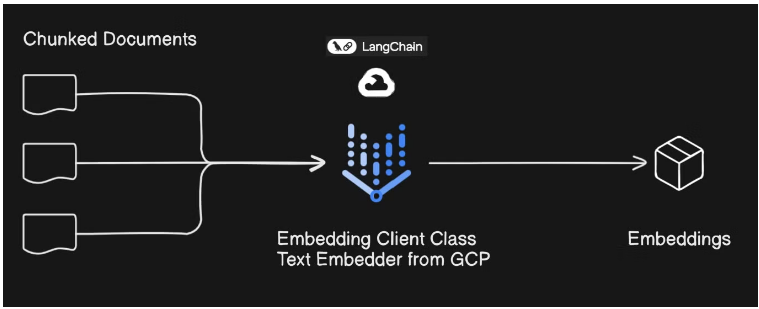 Chunked Documents
LangChain
Embedding Client Class
Text Embedder from GCP
Embeddings